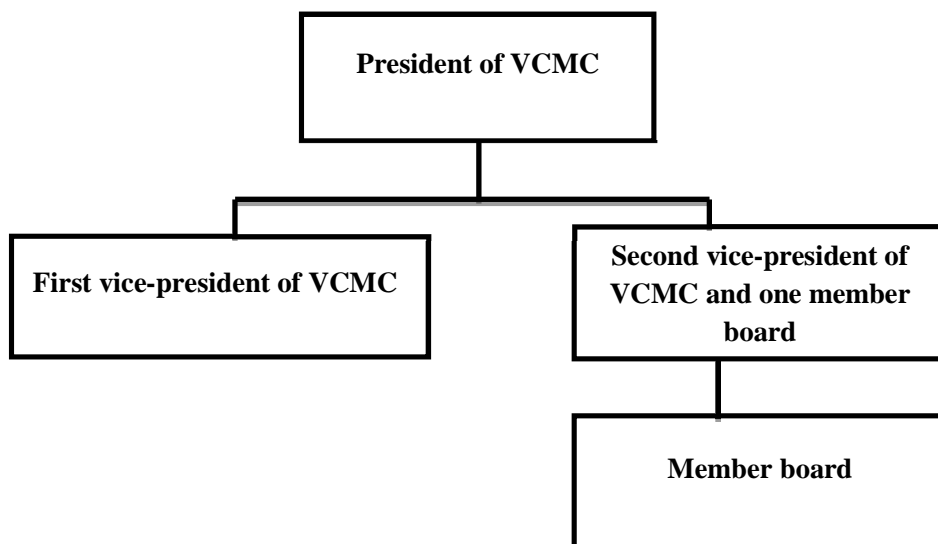 President of VCMC
First vice-president of VCMC
Second vice-president of
VCMC and one member
board
Member board